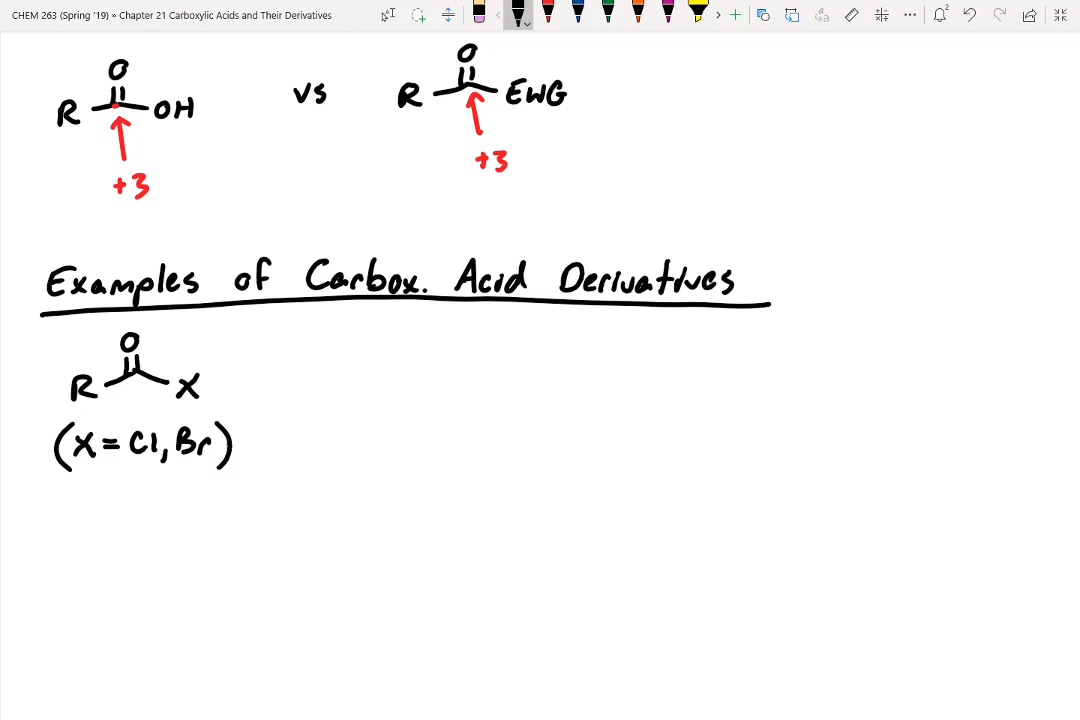 CHEM 263 (Spring '19) » Chapter 21 Carboxylic Acids and Their Derivatives
2
O
R
OH
+3
vs
O
R
EWG
+3
Examples of Carbox. Acid Derivatives
O
R
X
(X = Cl, Br)